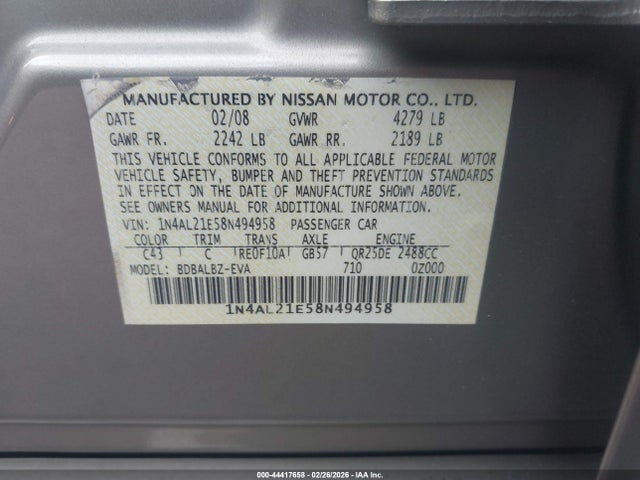 MANUFACTURED BY NISSAN MOTOR CO., LTD.
DATE 02/08 GVWR 4279 LB
GAWR FR. 2242 LB GAWR RR. 2189 LB
THIS VEHICLE CONFORMS TO ALL APPLICABLE FEDERAL MOTOR
VEHICLE SAFETY, BUMPER AND THEFT PREVENTION STANDARDS
IN EFFECT ON THE DATE OF MANUFACTURE SHOWN ABOVE.
SEE OWNERS MANUAL FOR ADDITIONAL INFORMATION.
VIN: 1N4AL21E58N494958 PASSENGER CAR
COLOR TRIM TRANS AXLE ENGINE
C43 C RE0F10A GB57 QR25DE 2488CC
MODEL: BDBALBZ-EVA 710 0Z000
1N4AL21E58N494958
000-44417658 - 02/26/2026 - IAA Inc.